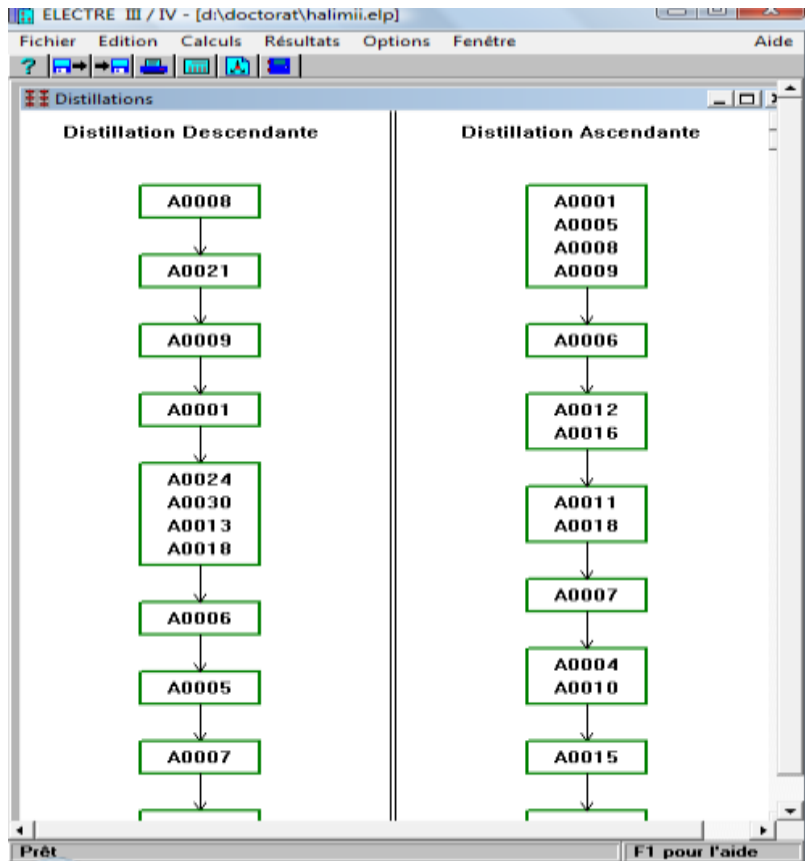 ELECTRE III / IV - [d:\doctorat\halimii.elp]
Fichier Edition Calculs Résultats Options Fenêtre Aide
?
Distillations
Distillation Descendante
A0008
A0021
A0009
A0001
A0024
A0030
A0013
A0018
A0006
A0005
A0007
Distillation Ascendante
A0001
A0005
A0008
A0009
A0006
A0012
A0016
A0011
A0018
A0007
A0004
A0010
A0015
Prêt F1 pour l'aide